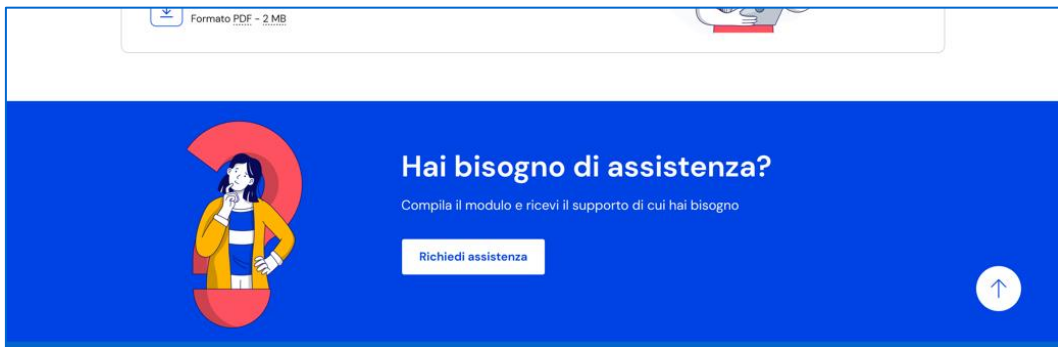 Formato PDF - 2 MB
Hai bisogno di assistenza?
Compila il modulo e ricevi il supporto di cui hai bisogno
Richiedi assistenza